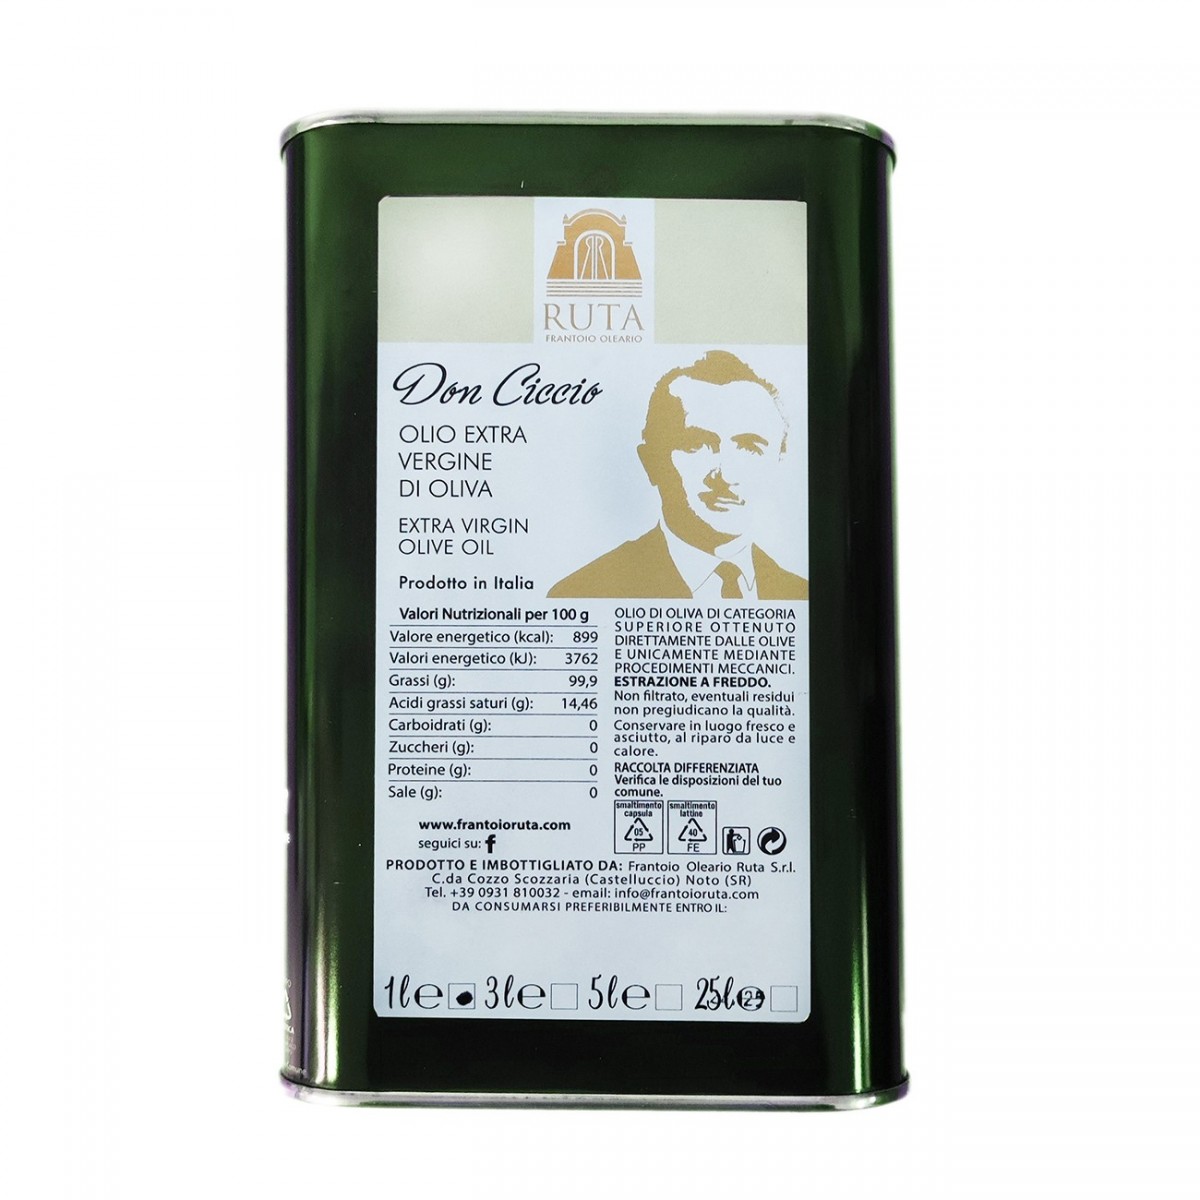 RUTA
FRANTOIO OLEARIO
Don Ciccio
OLIO EXTRA
VERGINE
DI OLIVA
EXTRA VIRGIN
OLIVE OIL
Prodotto in Italia
Valori Nutrizionali per 100 g
Valore energetico (kcal): 899
Valori energetico (kJ): 3762
Grassi (g): 99,9
Acidi grassi saturi (g): 14,46
Carboidrati (g): 0
Zuccheri (g): 0
Proteine (g): 0
Sale (g): 0
www.frantoioruta.com
seguici su: f
OLIO DI OLIVA DI CATEGORIA
SUPERIORE OTTENUTO
DIRETTAMENTE DALLE OLIVE
E UNICAMENTE MEDIANTE
PROCEDIMENTI MECCANICI.
ESTRAZIONE A FREDDO.
Non filtrato, eventuali residui
non pregiudicano la qualità.
Conservare in luogo fresco e
asciutto, al riparo da luce e
calore.
RACCOLTA DIFFERENZIATA
Verifica le disposizioni del tuo
comune.
smaltimento
capsula
05
PP
smaltimento
lattine
40
FE
PRODOTTO E IMBOTTIGLIATO DA: Frantoio Oleario Ruta S.r.l.
C.da Cozzo Scozzaria (Castelluccio) Noto (SR)
Tel. +39 0931 810032 - email: info@frantoioruta.com
DA CONSUMARSI PREFERIBILMENTE ENTRO IL:
1l e 3l e 5l e 25l e